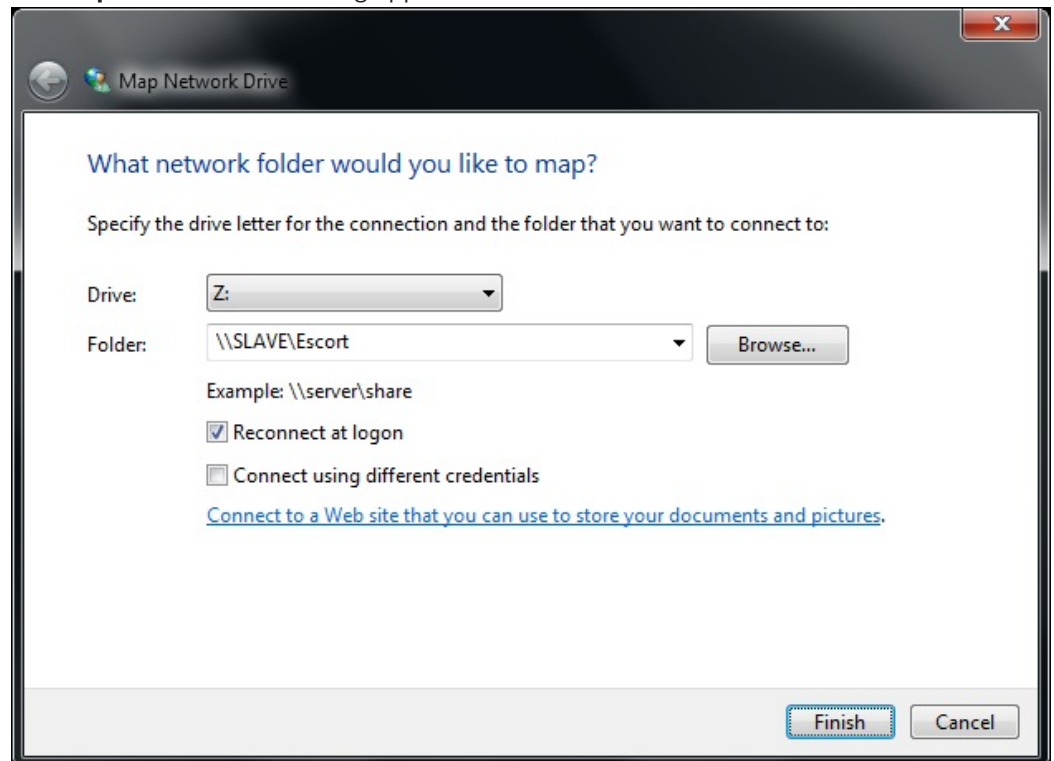 Map Network Drive
What network folder would you like to map?
Specify the drive letter for the connection and the folder that you want to connect to:
Drive: Z:
Folder: \\SLAVE\Escort Browse...
Example: \\server\share
Reconnect at logon
Connect using different credentials
Connect to a Web site that you can use to store your documents and pictures.
Finish Cancel